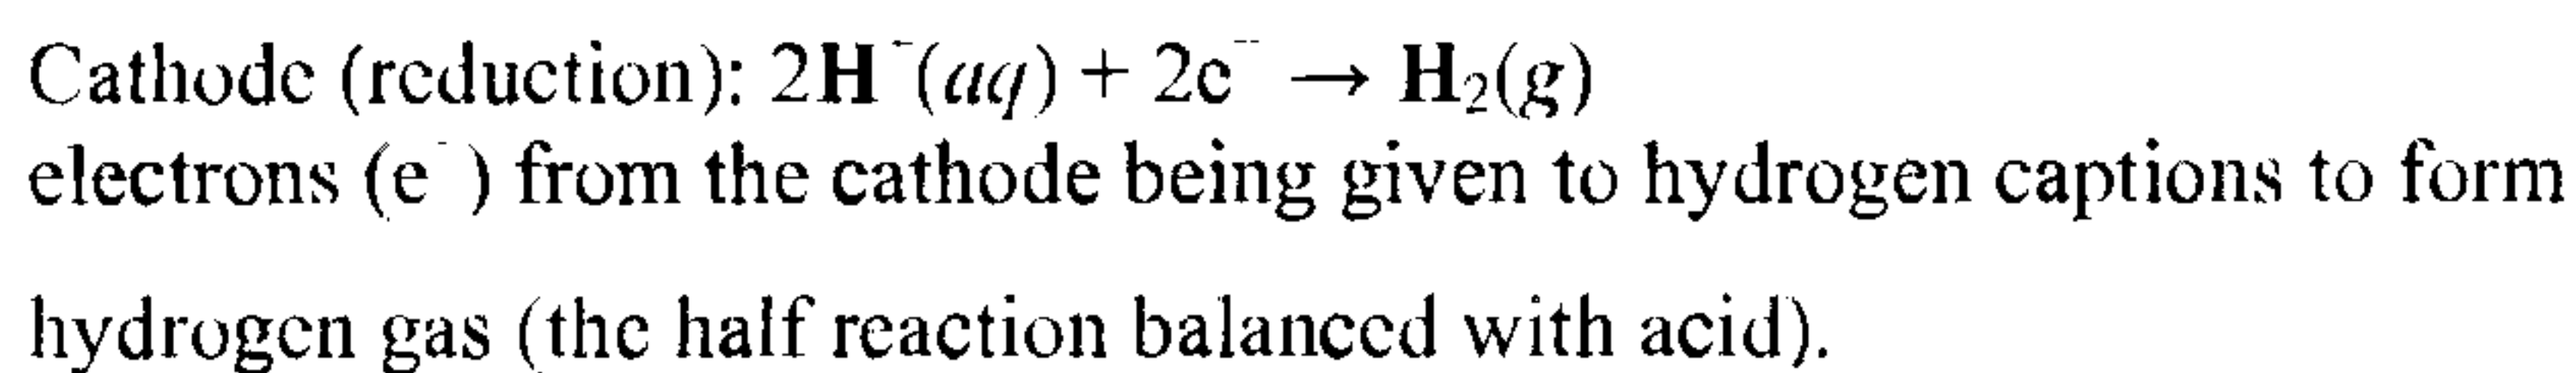 Cathode (reduction): 2H⁻(aq) + 2e⁻ → H₂(g)
electrons (e⁻) from the cathode being given to hydrogen captions to form
hydrogen gas (the half reaction balanced with acid).